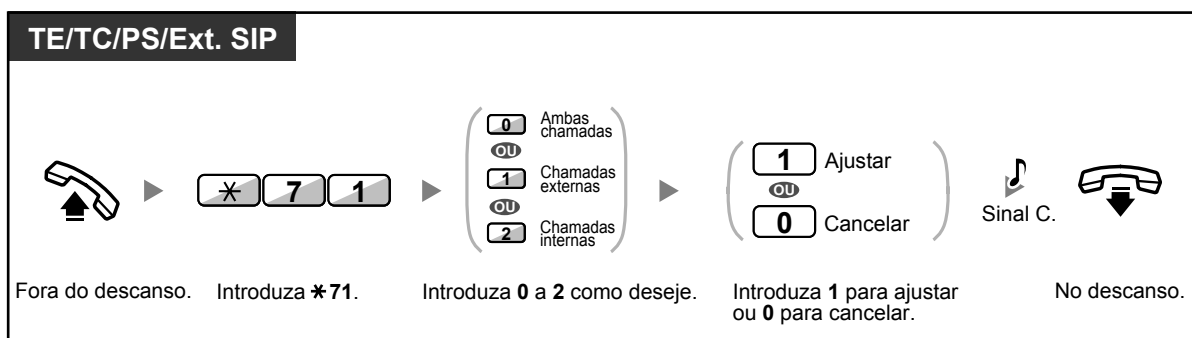 TE/TC/PS/Ext. SIP
✱ 7 1
0 Ambas
chamadas
OU
1 Chamadas
externas
OU
2 Chamadas
internas
1 Ajustar
OU
0 Cancelar
Sinal C.
Fora do descanso.
Introduza ✱71.
Introduza 0 a 2 como deseje.
Introduza 1 para ajustar
ou 0 para cancelar.
No descanso.